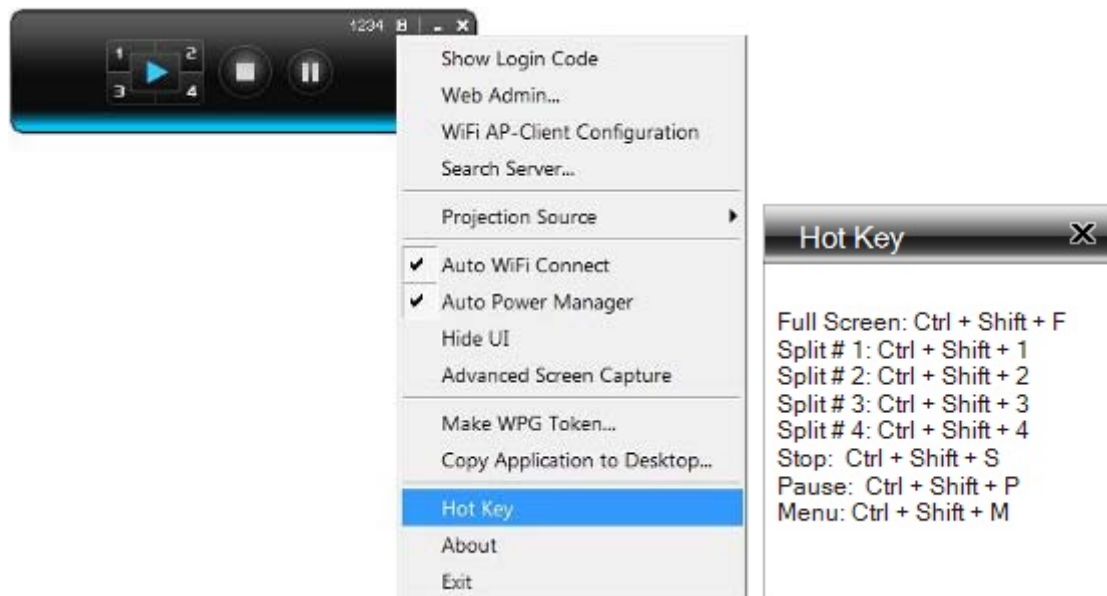 1234
1 2
3 4
Show Login Code
Web Admin...
WiFi AP-Client Configuration
Search Server...
Projection Source
Auto WiFi Connect
Auto Power Manager
Hide UI
Advanced Screen Capture
Make WPG Token...
Copy Application to Desktop...
Hot Key
About
Exit
Hot Key
Full Screen: Ctrl + Shift + F
Split # 1: Ctrl + Shift + 1
Split # 2: Ctrl + Shift + 2
Split # 3: Ctrl + Shift + 3
Split # 4: Ctrl + Shift + 4
Stop: Ctrl + Shift + S
Pause: Ctrl + Shift + P
Menu: Ctrl + Shift + M